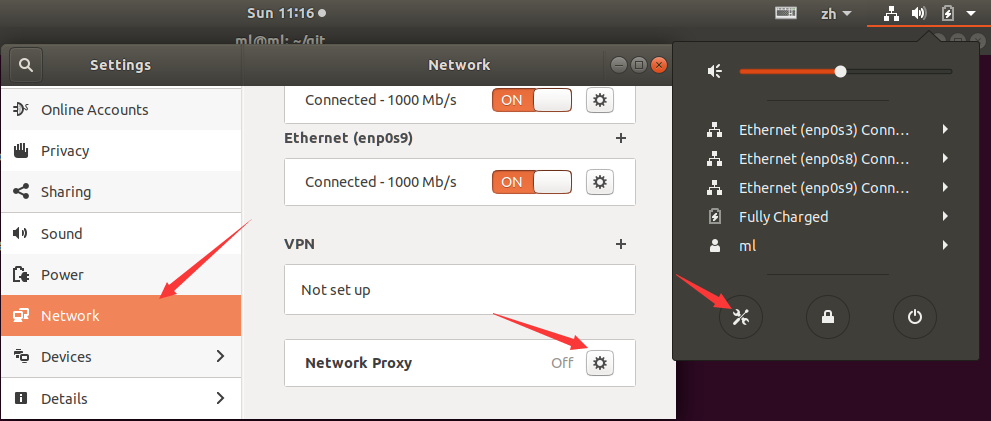 Sun 11:16
zh
ml@ml: ~/git
Settings
Network
Online Accounts
Privacy
Sharing
Sound
Power
Network
Devices
Details
Connected - 1000 Mb/s
ON
Ethernet (enp0s9)
Connected - 1000 Mb/s
ON
VPN
Not set up
Network Proxy
Off
Ethernet (enp0s3) Conn...
Ethernet (enp0s8) Conn...
Ethernet (enp0s9) Conn...
Fully Charged
ml